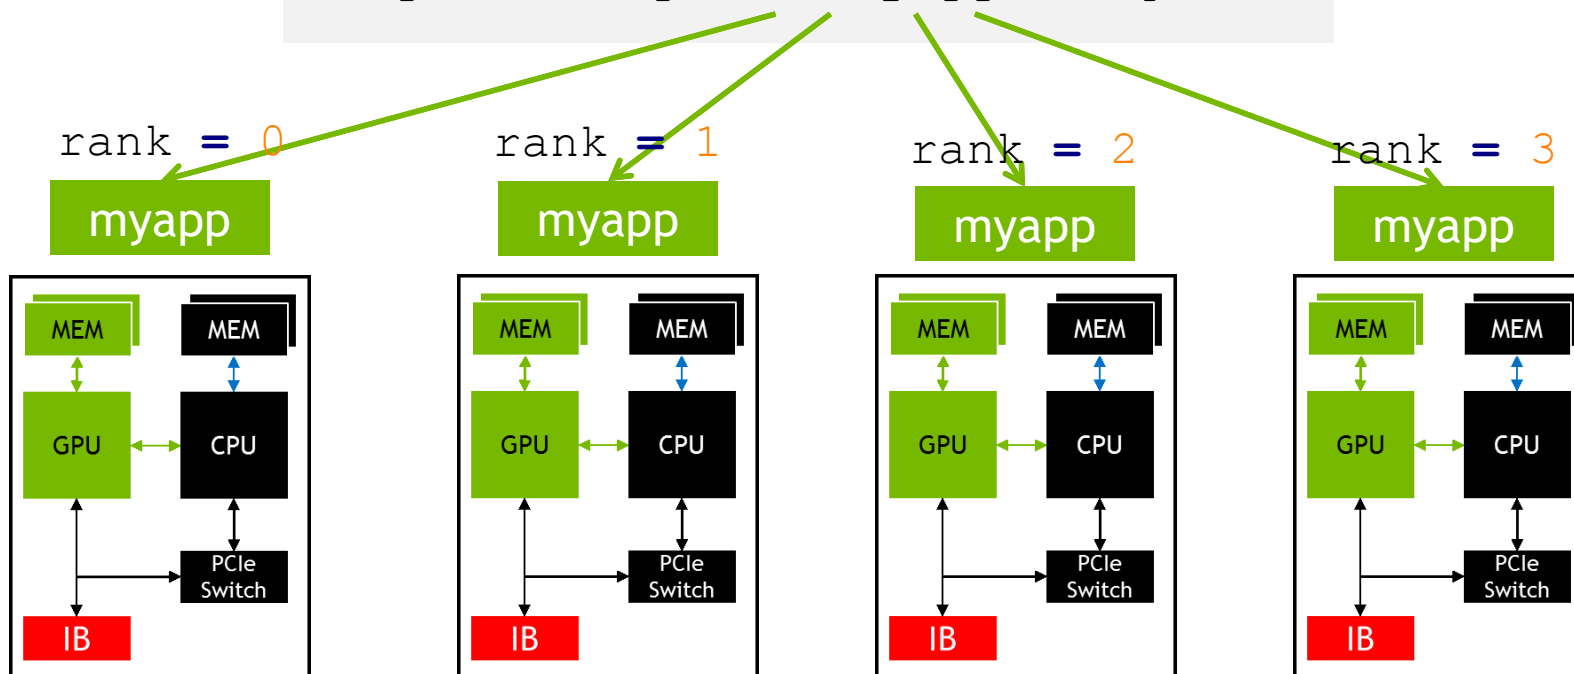 rank = 0 rank = 1 rank = 2 rank = 3
myapp myapp myapp myapp
MEM MEM MEM MEM MEM MEM MEM MEM
GPU CPU GPU CPU GPU CPU GPU CPU
PCIe PCIe PCIe PCIe
Switch Switch Switch Switch
IB IB IB IB